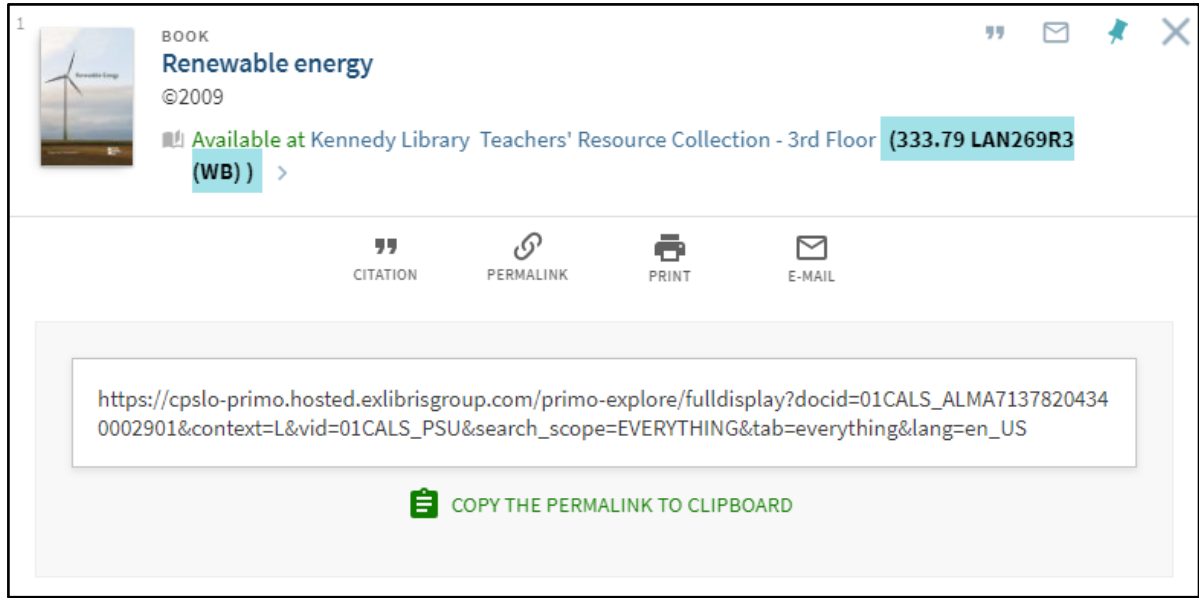 1
BOOK
Renewable energy
©2009
Available at Kennedy Library Teachers' Resource Collection - 3rd Floor (333.79 LAN269R3
(WB) ) >
CITATION PERMALINK PRINT E-MAIL
https://cpslo-primo.hosted.exlibrisgroup.com/primo-explore/fulldisplay?docid=01CALS_ALMA7137820434
0002901&context=L&vid=01CALS_PSU&search_scope=EVERYTHING&tab=everything&lang=en_US
COPY THE PERMALINK TO CLIPBOARD